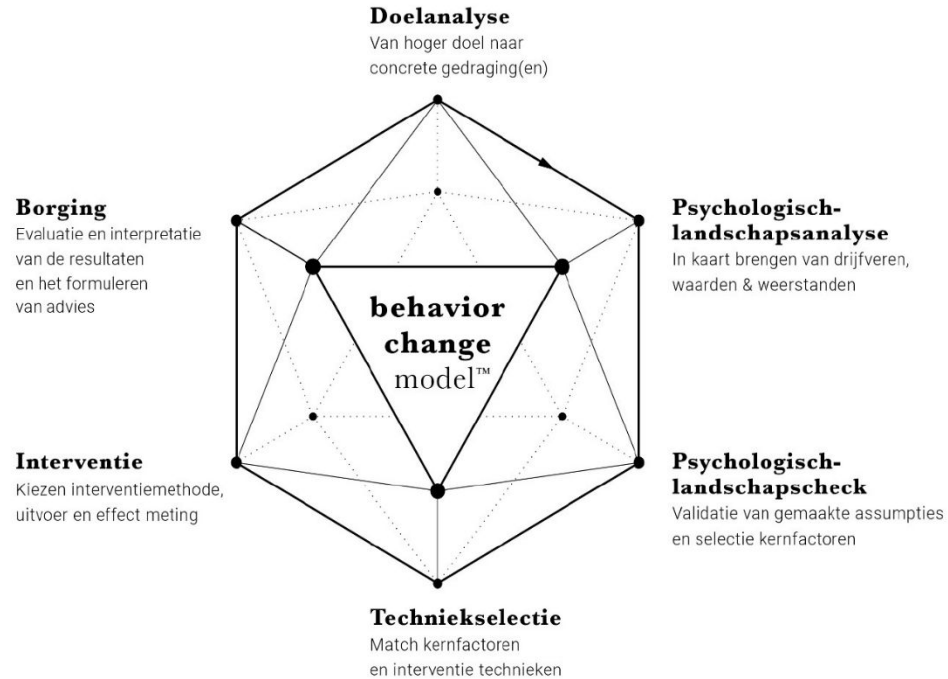 Doelanalyse
Van hoger doel naar
concrete gedraging(en)
Psychologisch-
landschapsanalyse
In kaart brengen van drijfveren,
waarden & weerstanden
Psychologisch-
landschapscheck
Validatie van gemaakte assumpties
en selectie kernfactoren
Techniekselectie
Match kernfactoren
en interventie technieken
Interventie
Kiezen interventiemethode,
uitvoer en effect meting
Borging
Evaluatie en interpretatie
van de resultaten
en het formuleren
van advies
behavior
change
model™